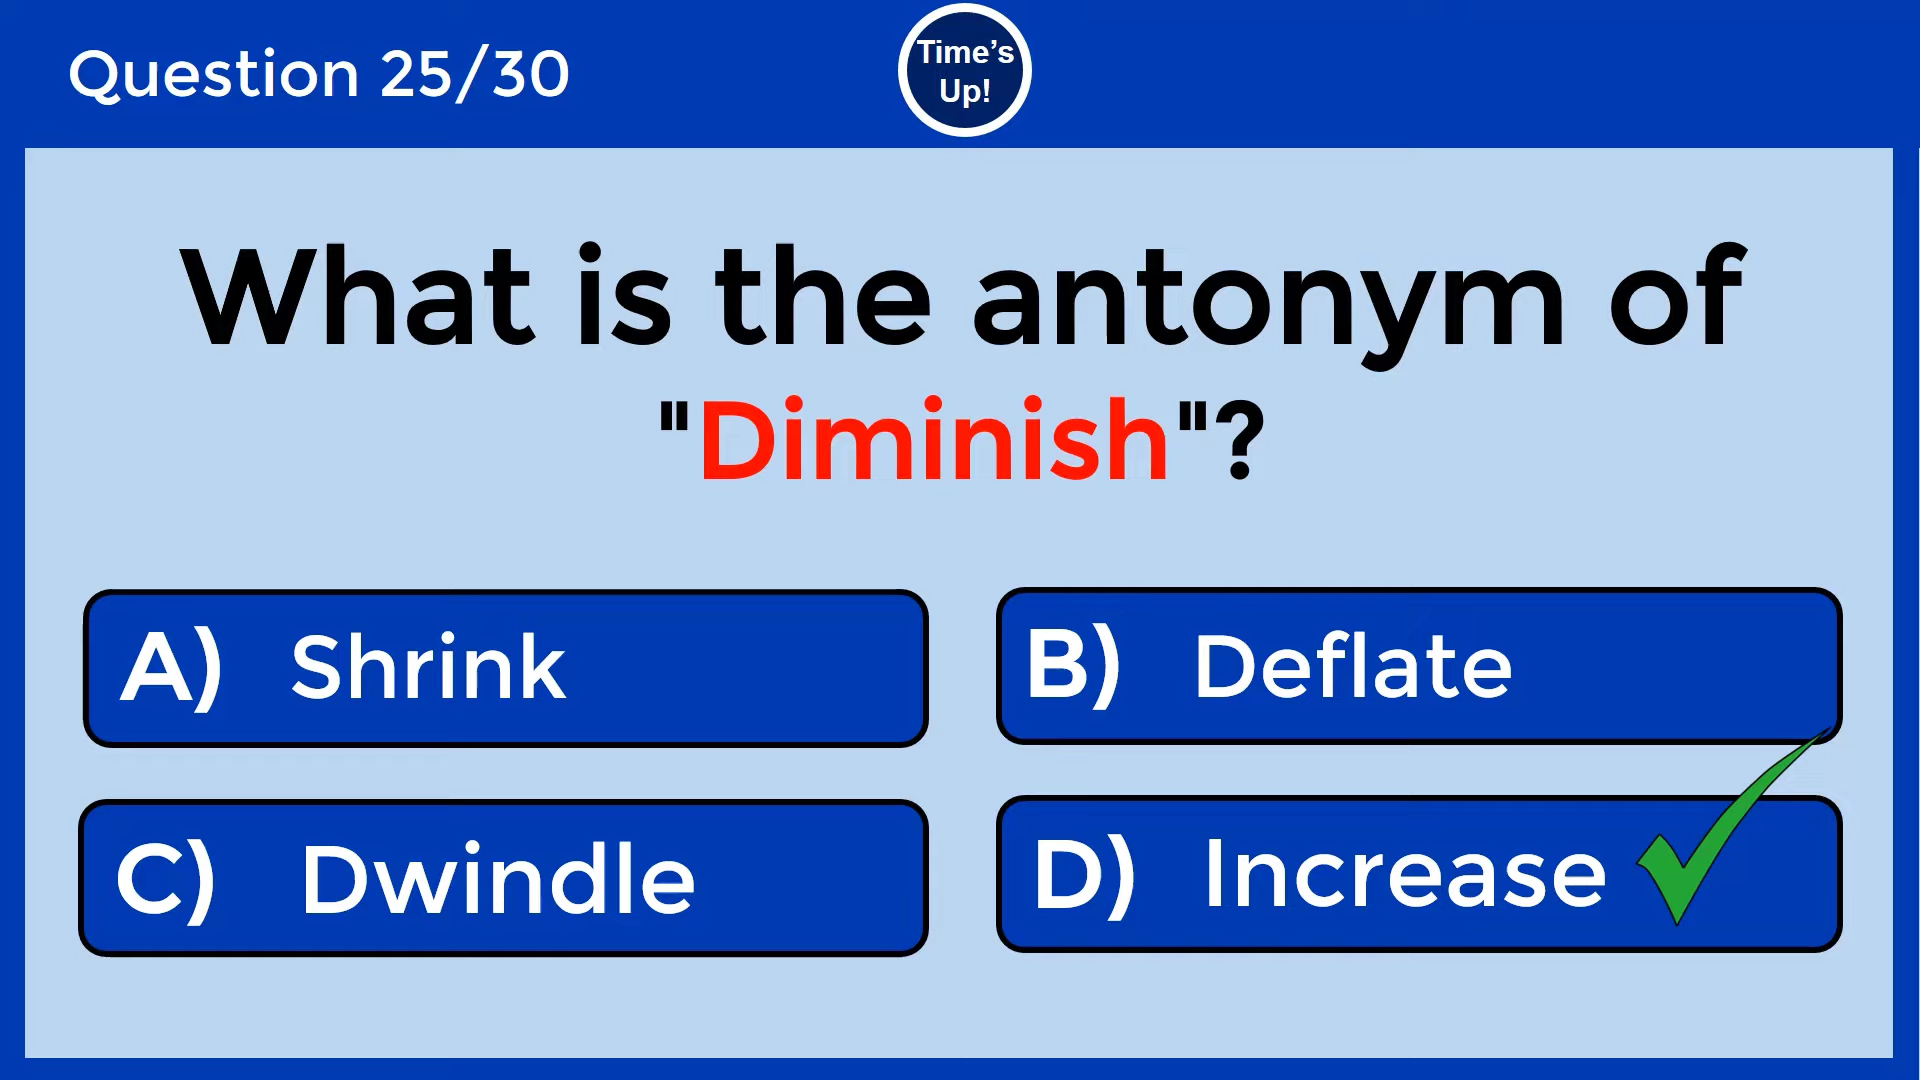 Question 25/30
Time’s
Up!
What is the antonym of
"Diminish"?
A) Shrink
B) Deflate
C) Dwindle
D) Increase